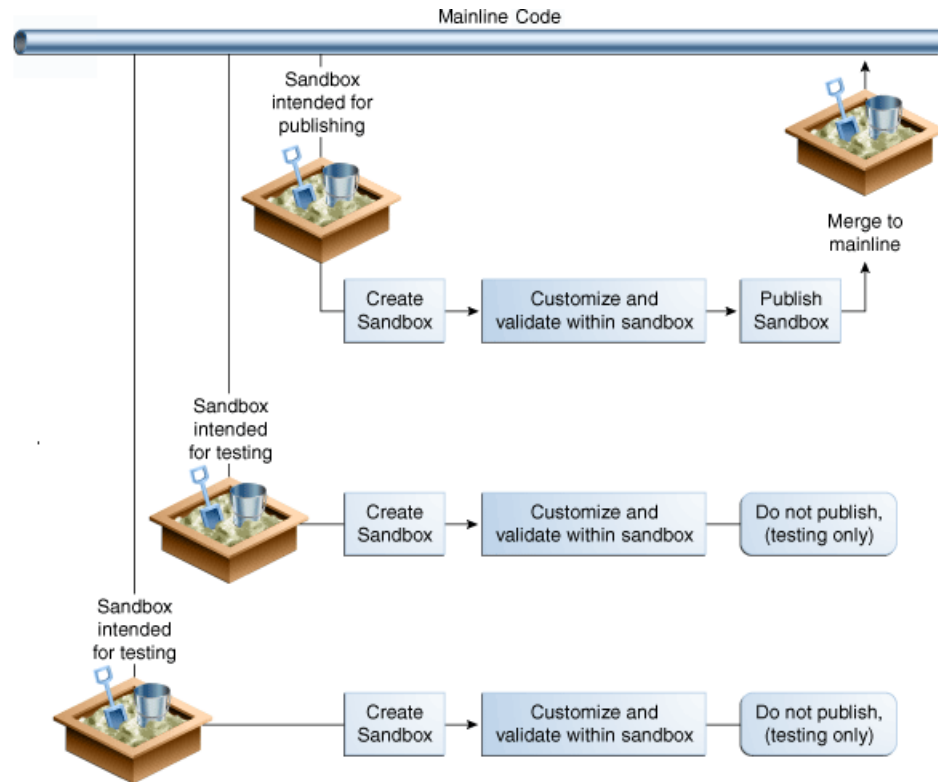 Mainline Code
Sandbox
intended for
publishing
Merge to
mainline
Create
Sandbox
Customize and
validate within sandbox
Publish
Sandbox
Sandbox
intended
for testing
Create
Sandbox
Customize and
validate within sandbox
Do not publish,
(testing only)
Sandbox
intended
for testing
Create
Sandbox
Customize and
validate within sandbox
Do not publish,
(testing only)